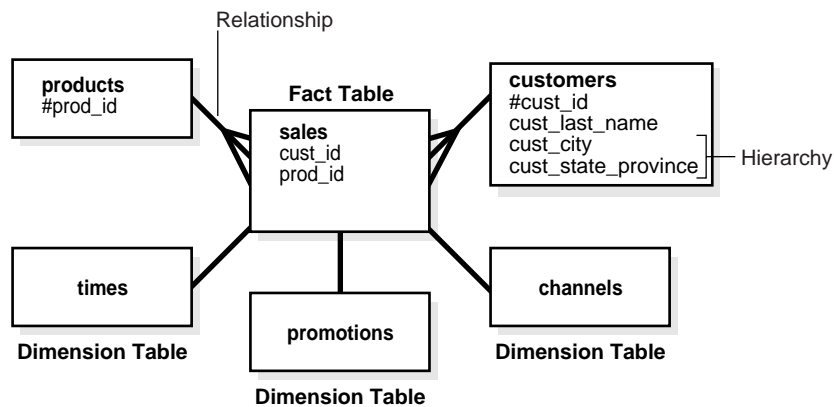 Relationship
products
#prod_id
Fact Table
sales
cust_id
prod_id
customers
#cust_id
cust_last_name
cust_city
cust_state_province
Hierarchy
times
Dimension Table
promotions
Dimension Table
channels
Dimension Table